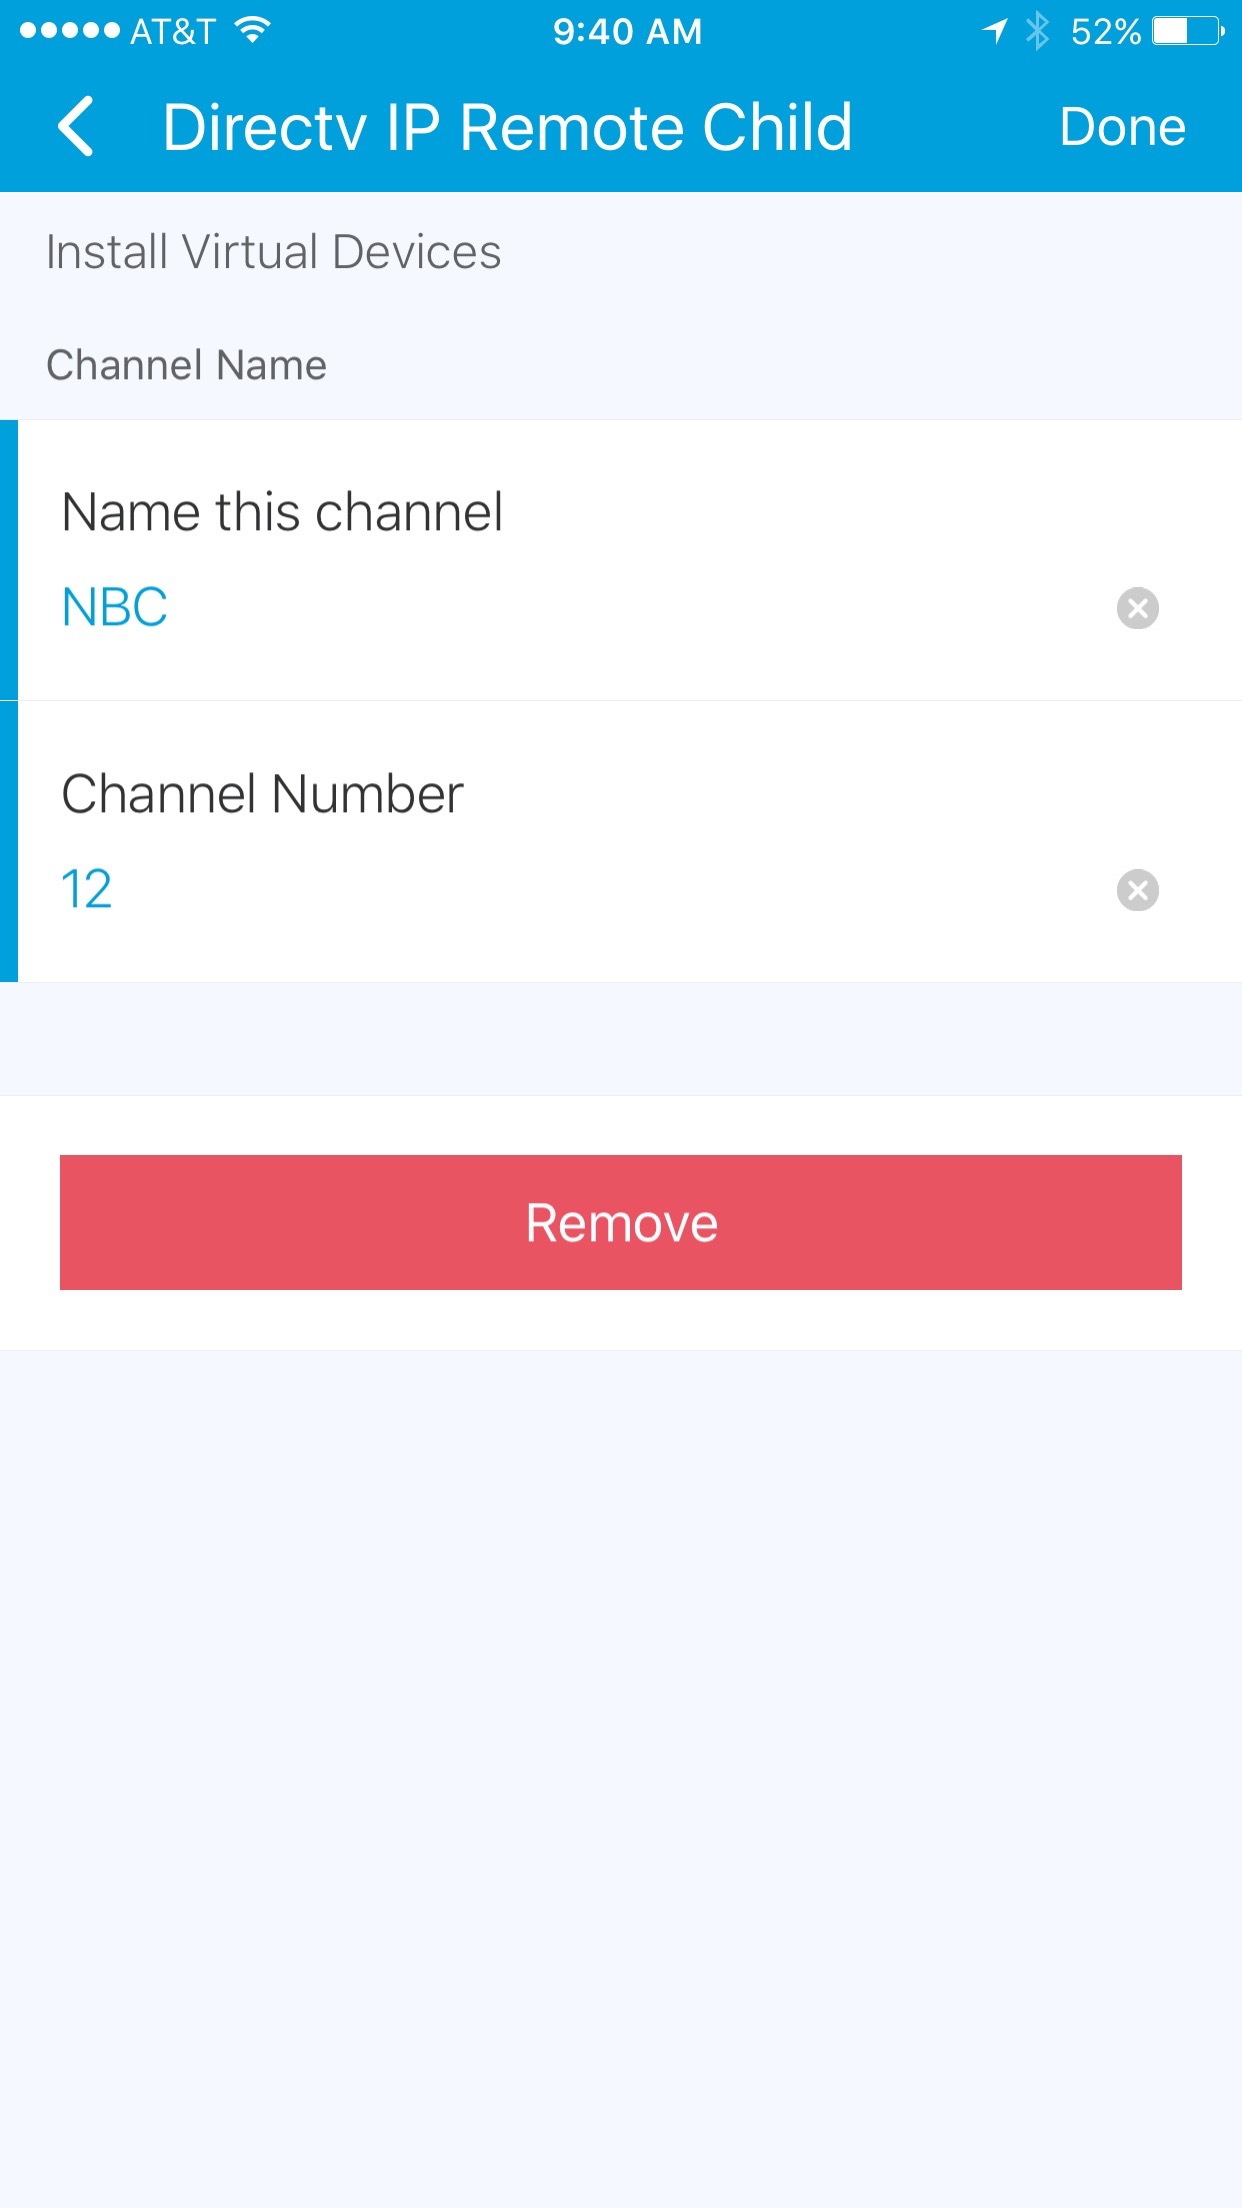 AT&T 9:40 AM 52%
Directv IP Remote Child Done
Install Virtual Devices
Channel Name
Name this channel
NBC
Channel Number
12
Remove